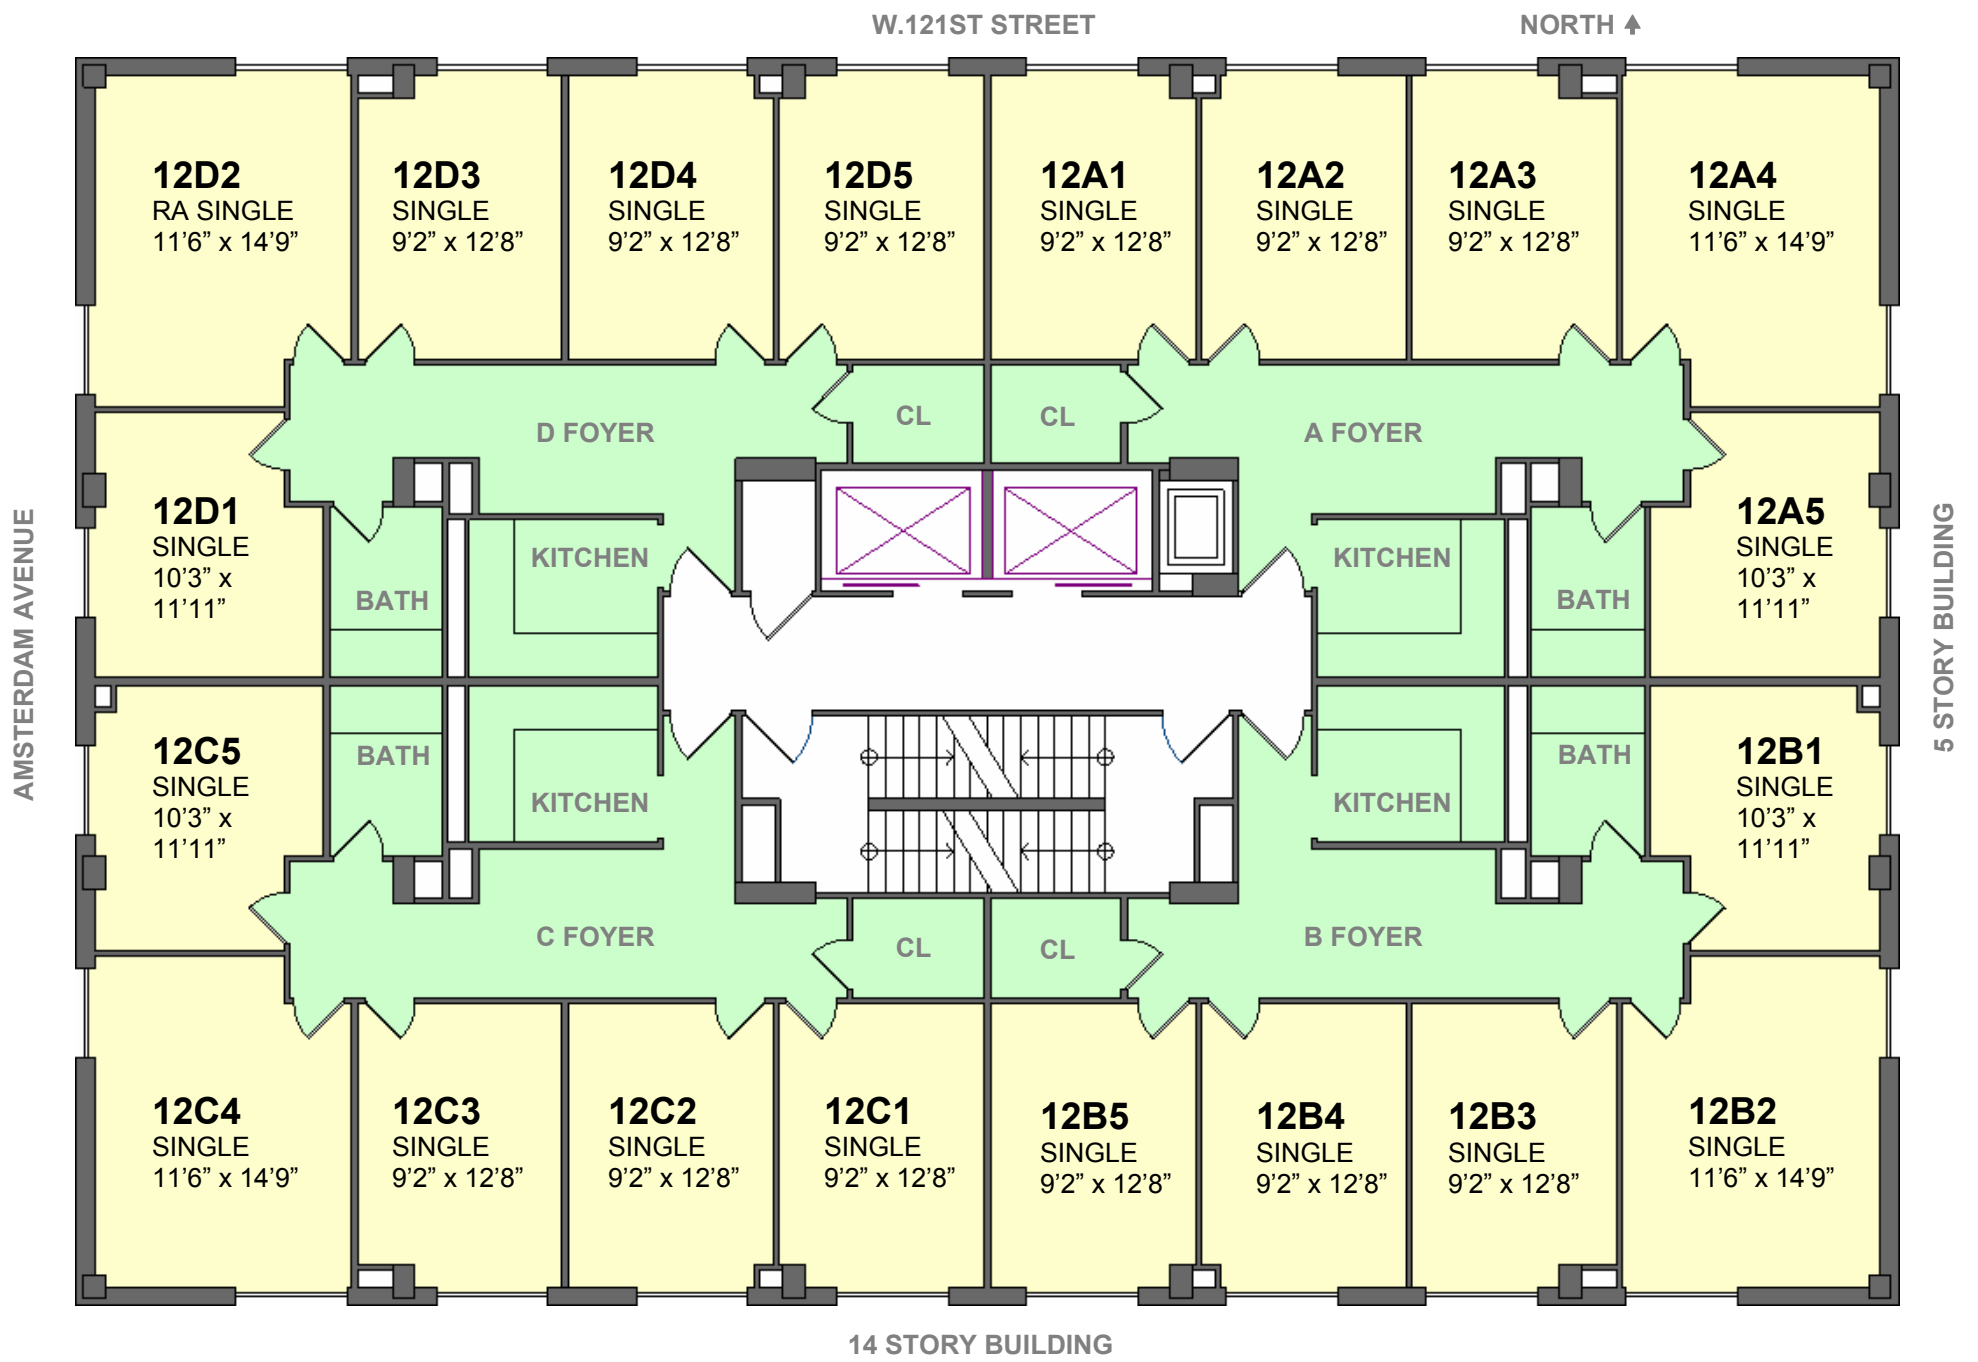 W.121ST STREET
NORTH
12D2
RA SINGLE
11’6” x 14’9”
12D3
SINGLE
9’2” x 12’8”
12D4
SINGLE
9’2” x 12’8”
12D5
SINGLE
9’2” x 12’8”
12A1
SINGLE
9’2” x 12’8”
12A2
SINGLE
9’2” x 12’8”
12A3
SINGLE
9’2” x 12’8”
12A4
SINGLE
11’6” x 14’9”
D FOYER
CL
CL
A FOYER
AMSTERDAM AVENUE
12D1
SINGLE
10’3” x
11’11”
BATH
KITCHEN
KITCHEN
BATH
12A5
SINGLE
10’3” x
11’11”
5 STORY BUILDING
12C5
SINGLE
10’3” x
11’11”
BATH
KITCHEN
KITCHEN
BATH
12B1
SINGLE
10’3” x
11’11”
C FOYER
CL
CL
B FOYER
12C4
SINGLE
11’6” x 14’9”
12C3
SINGLE
9’2” x 12’8”
12C2
SINGLE
9’2” x 12’8”
12C1
SINGLE
9’2” x 12’8”
12B5
SINGLE
9’2” x 12’8”
12B4
SINGLE
9’2” x 12’8”
12B3
SINGLE
9’2” x 12’8”
12B2
SINGLE
11’6” x 14’9”
14 STORY BUILDING